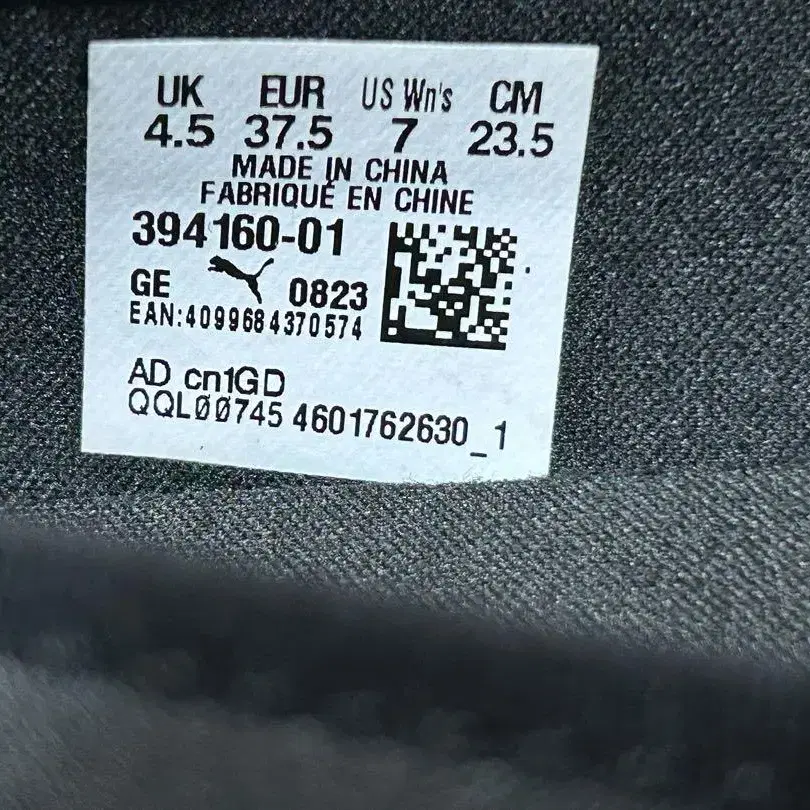 UK EUR US Wn's CM
4.5 37.5 7 23.5
MADE IN CHINA
FABRIQUÉ EN CHINE
394160-01
GE 0823
EAN:4099684370574
AD cn1GD
QQL00745 4601762630_1